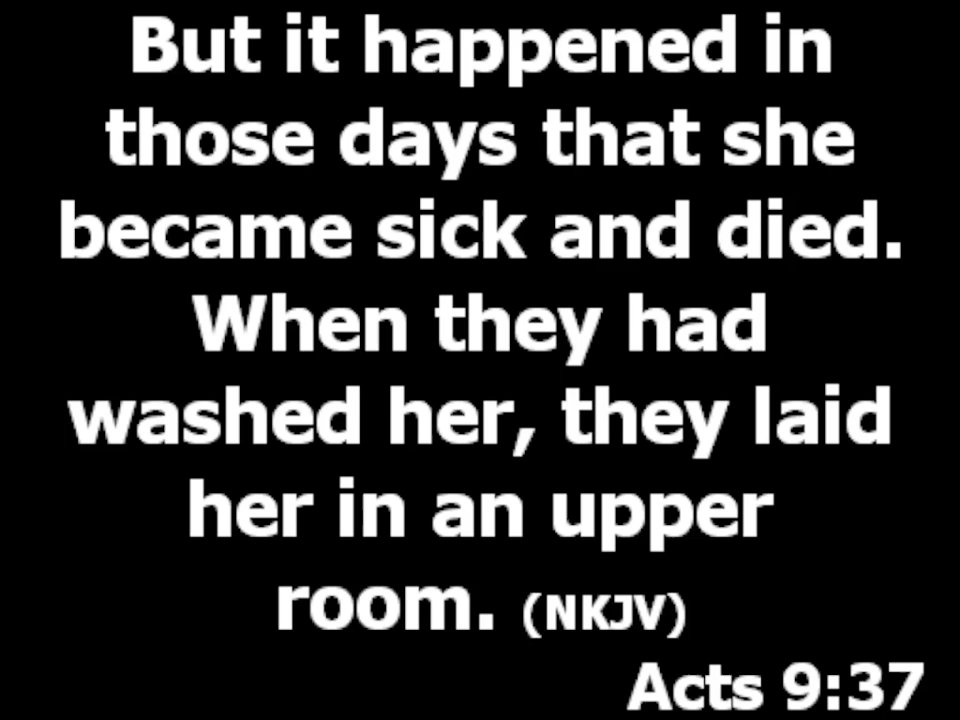 But it happened in
those days that she
became sick and died.
When they had
washed her, they laid
her in an upper
room. (NKJV)
Acts 9:37